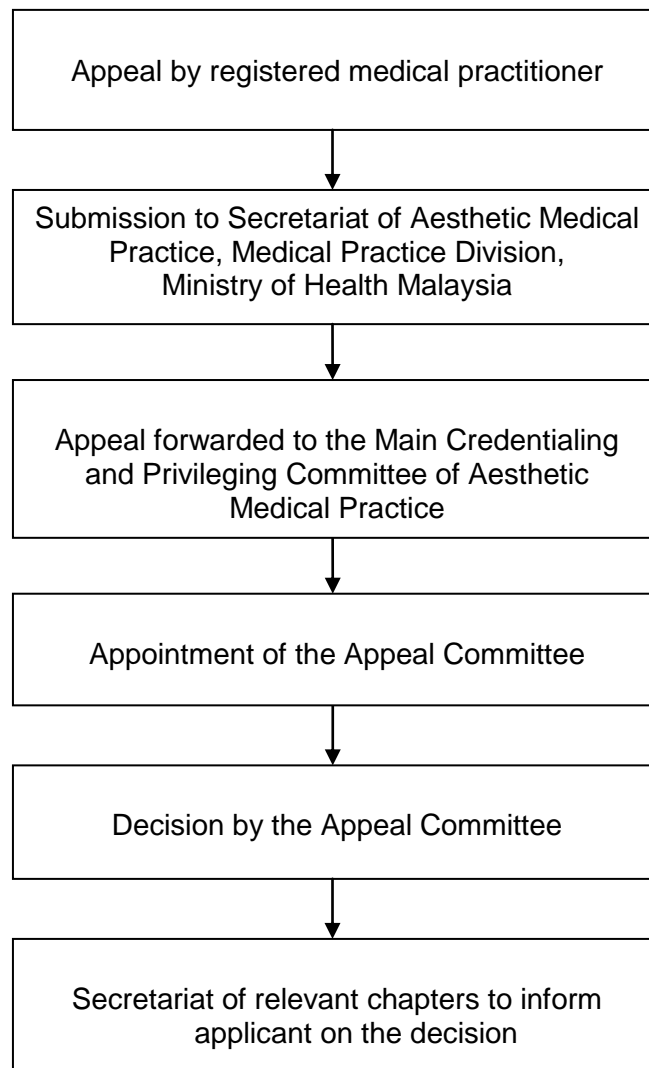 Appeal by registered medical practitioner
Submission to Secretariat of Aesthetic Medical
Practice, Medical Practice Division,
Ministry of Health Malaysia
Appeal forwarded to the Main Credentialing
and Privileging Committee of Aesthetic
Medical Practice
Appointment of the Appeal Committee
Decision by the Appeal Committee
Secretariat of relevant chapters to inform
applicant on the decision